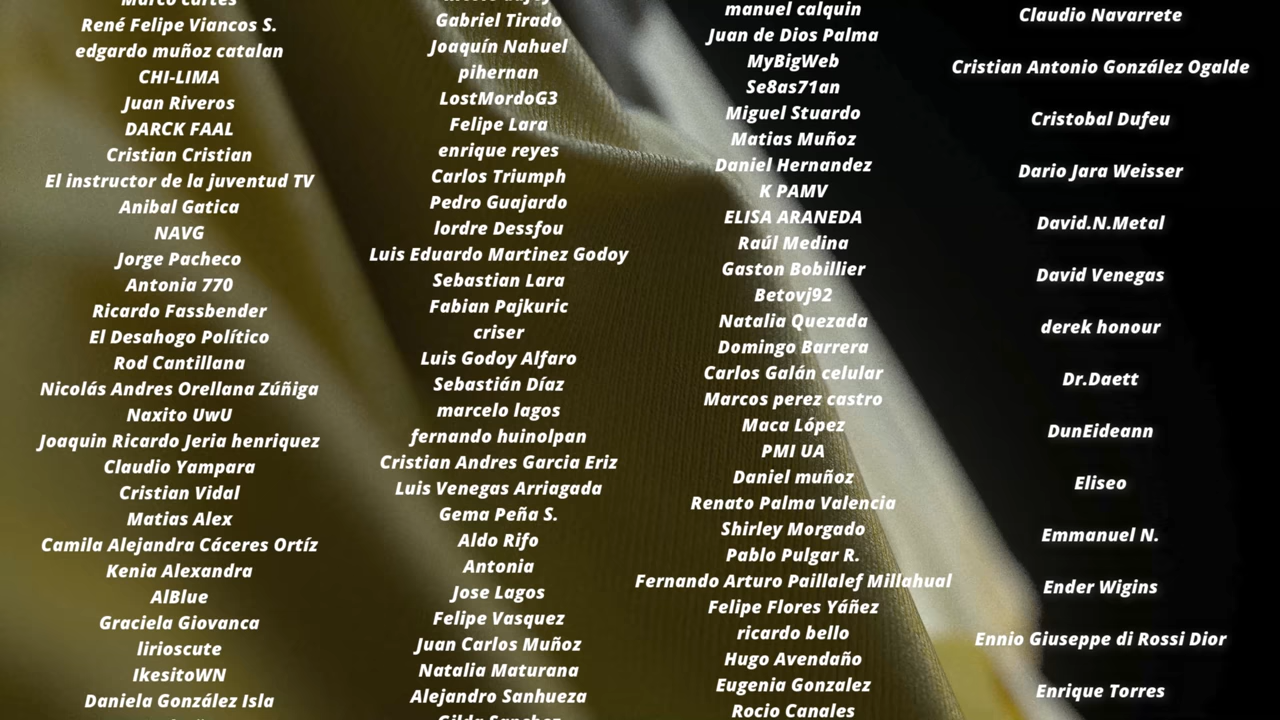 Marco cortes
René Felipe Viancos S.
edgardo muñoz catalan
CHI-LIMA
Juan Riveros
DARCK FAAL
Cristian Cristian
El instructor de la juventud TV
Anibal Gatica
NAVG
Jorge Pacheco
Antonia 770
Ricardo Fassbender
El Desahogo Político
Rod Cantillana
Nicolás Andres Orellana Zúñiga
Naxito UwU
Joaquin Ricardo Jeria henriquez
Claudio Yampara
Cristian Vidal
Matias Alex
Camila Alejandra Cáceres Ortíz
Kenia Alexandra
AlBlue
Graciela Giovanca
lirioscute
IkesitoWN
Daniela González Isla
Gabriel Tirado
Joaquín Nahuel
pihernan
LostMordoG3
Felipe Lara
enrique reyes
Carlos Triumph
Pedro Guajardo
lordre Dessfou
Luis Eduardo Martinez Godoy
Sebastian Lara
Fabian Pajkuric
criser
Luis Godoy Alfaro
Sebastián Díaz
marcelo lagos
fernando huinolpan
Cristian Andres Garcia Eriz
Luis Venegas Arriagada
Gema Peña S.
Aldo Rifo
Antonia
Jose Lagos
Felipe Vasquez
Juan Carlos Muñoz
Natalia Maturana
Alejandro Sanhueza
Gilda Sanchez
manuel calquin
Juan de Dios Palma
MyBigWeb
Se8as71an
Miguel Stuardo
Matias Muñoz
Daniel Hernandez
K PAMV
ELISA ARANEDA
Raúl Medina
Gaston Bobillier
Betovj92
Natalia Quezada
Domingo Barrera
Carlos Galán celular
Marcos perez castro
Maca López
PMI UA
Daniel muñoz
Renato Palma Valencia
Shirley Morgado
Pablo Pulgar R.
Fernando Arturo Paillalef Millahual
Felipe Flores Yáñez
ricardo bello
Hugo Avendaño
Eugenia Gonzalez
Rocio Canales
Claudio Navarrete
Cristian Antonio González Ogalde
Cristobal Dufeu
Dario Jara Weisser
David.N.Metal
David Venegas
derek honour
Dr.Daett
DunEideann
Eliseo
Emmanuel N.
Ender Wigins
Ennio Giuseppe di Rossi Dior
Enrique Torres